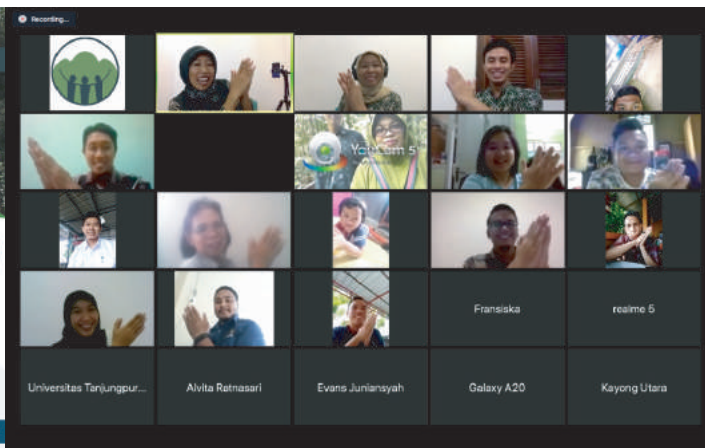 Recording...
YouCam 5
Fransiska
realme 5
Universitas Tanjungpur...
Alvita Ratnasari
Evans Juniansyah
Galaxy A20
Kayong Utara